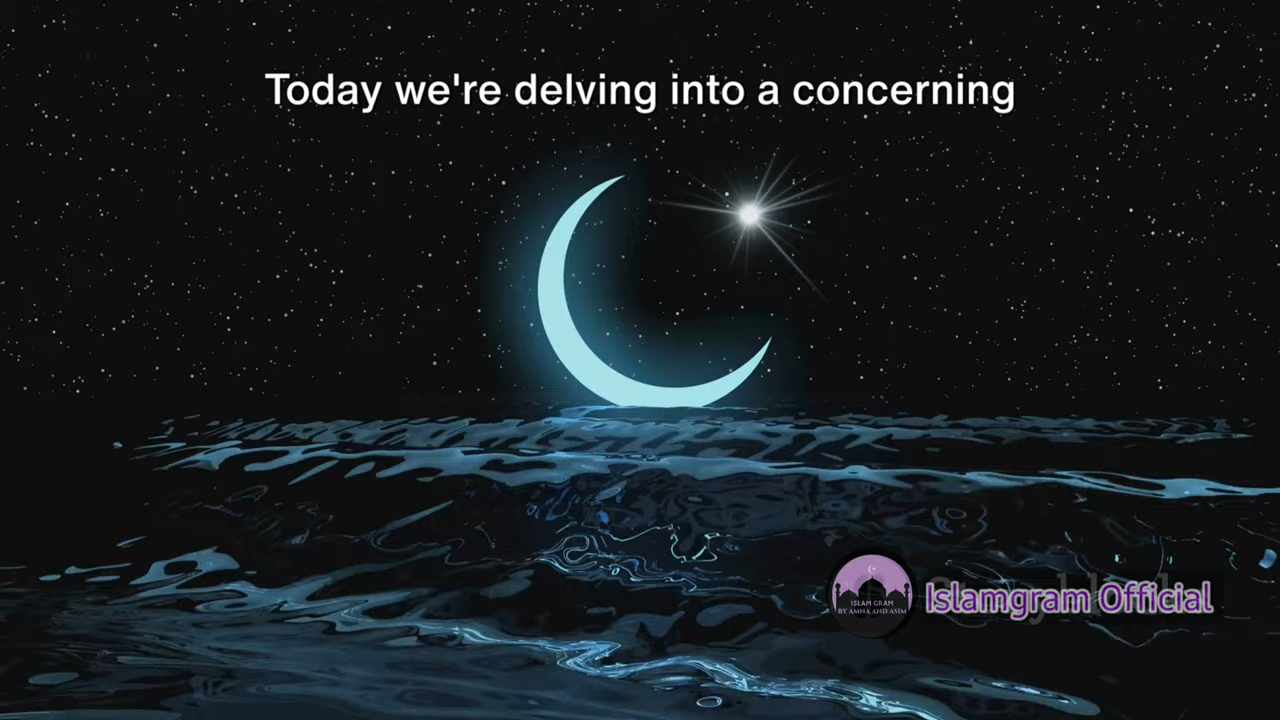 Today we're delving into a concerning
ISLAM GRAM
BY AMNA AND ASIM
Islamgram Official